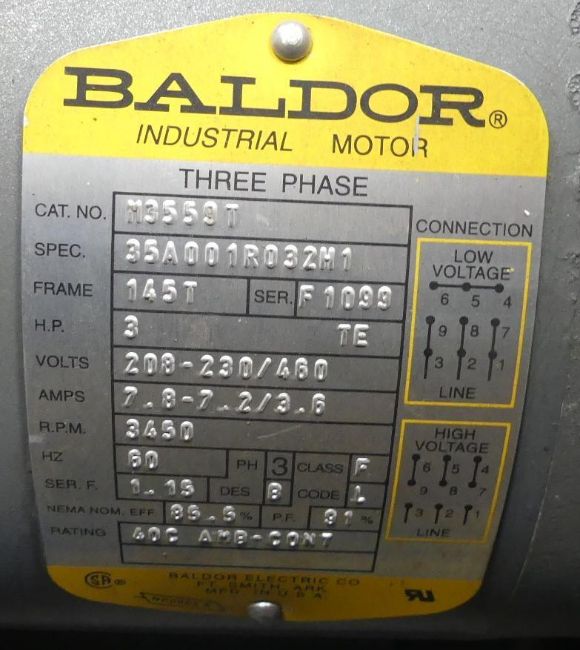 BALDOR®
INDUSTRIAL MOTOR
THREE PHASE
CAT. NO. M3559T
SPEC. 35A001R032H1
FRAME 145T SER. F1099
H.P. 3 TE
VOLTS 208-230/460
AMPS 7.8-7.2/3.6
R.P.M. 3450
HZ 60 PH 3 CLASS F
SER. F. 1.15 DES B CODE L
NEMA NOM. EFF. 86.5 % P.F. 91 %
RATING 40C AMB-CONT
CONNECTION
LOW
VOLTAGE
6 5 4
9 8 7
3 2 1
LINE
HIGH
VOLTAGE
6 5 4
9 8 7
3 2 1
LINE
BALDOR ELECTRIC CO
FT. SMITH, ARK.
MFD. IN U.S.A.